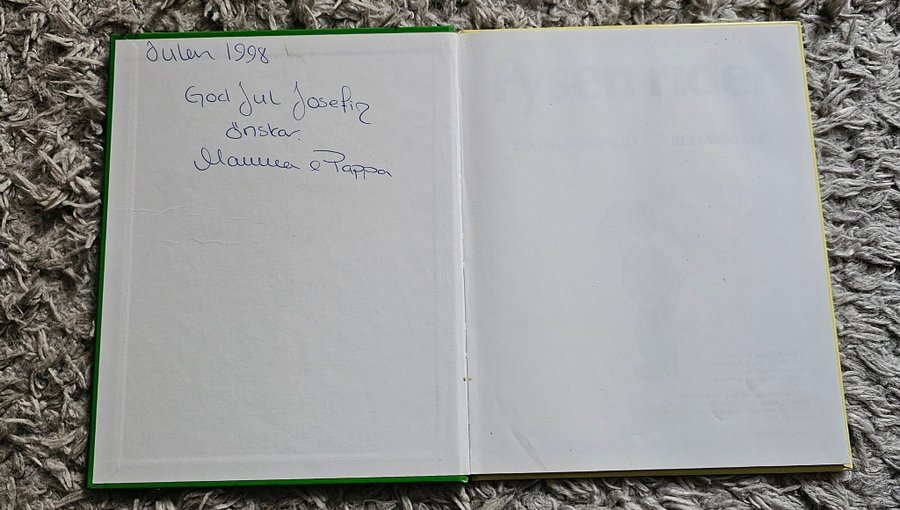 Julen 1998
God Jul Josefin
önskar
Mamma & Pappa